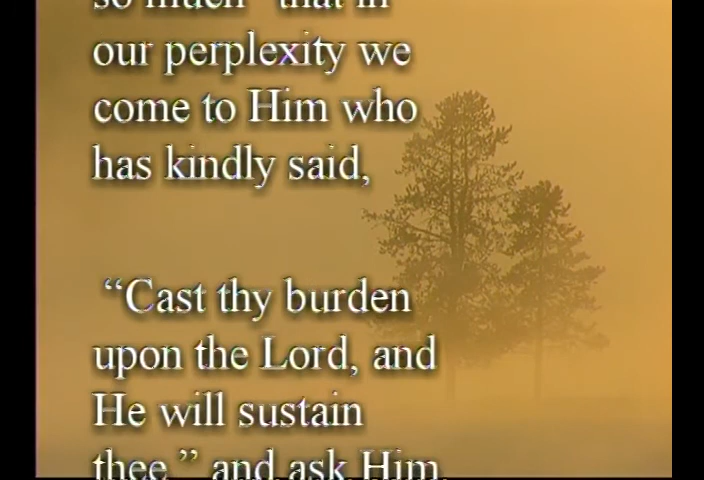 so much" that in
our perplexity we
come to Him who
has kindly said,
“Cast thy burden
upon the Lord, and
He will sustain
thee,” and ask Him,